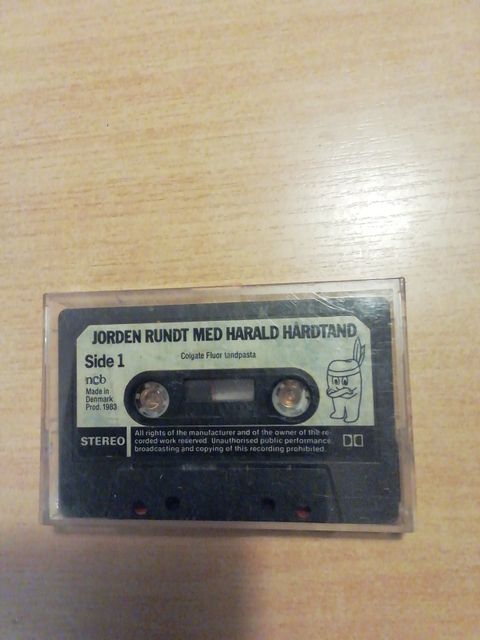 JORDEN RUNDT MED HARALD HÅRDTAND
Side 1
Colgate Fluor tandpasta
ncb
Made in
Denmark
Prod. 1983
STEREO
All rights of the manufacturer and of the owner of the re-
corded work reserved. Unauthorised public performance,
broadcasting and copying of this recording prohibited.